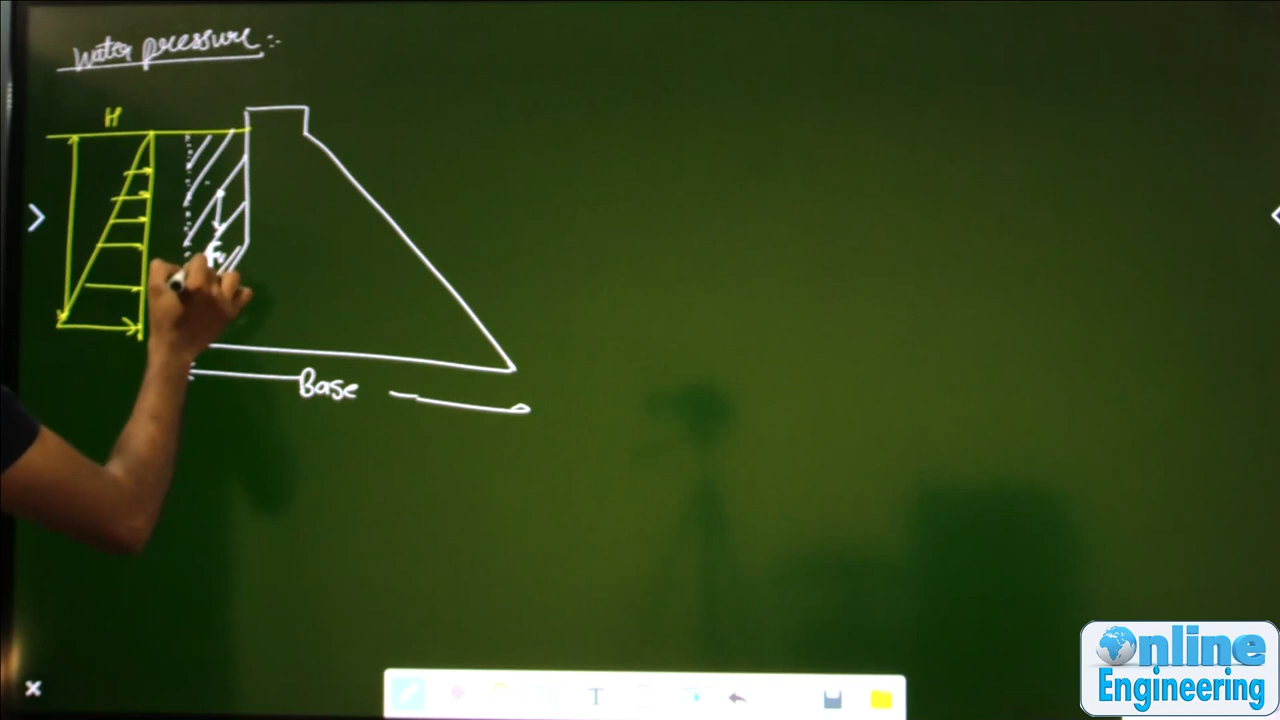 Water pressure :-
H
Base
T
Online
Engineering